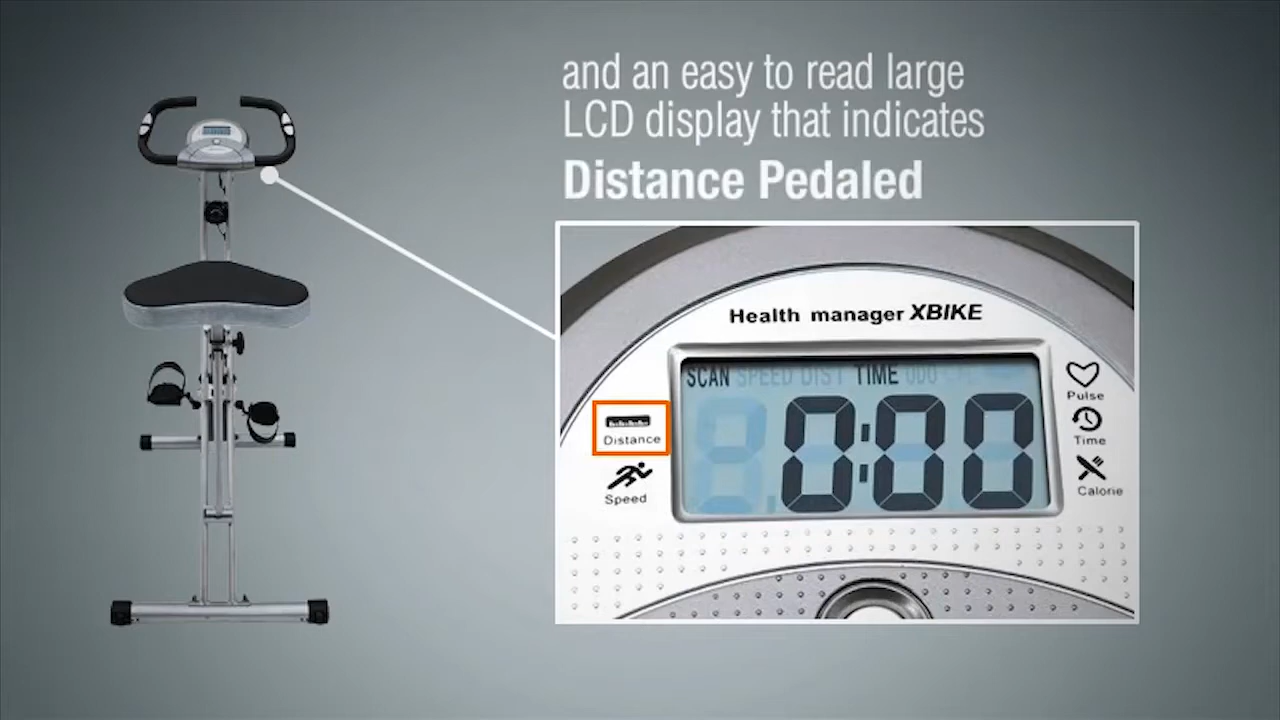 and an easy to read large
LCD display that indicates
Distance Pedaled
Health manager XBIKE
SCAN SPEED DIST TIME ODO
Pulse
0:00
Distance
Time
Speed
Calorie